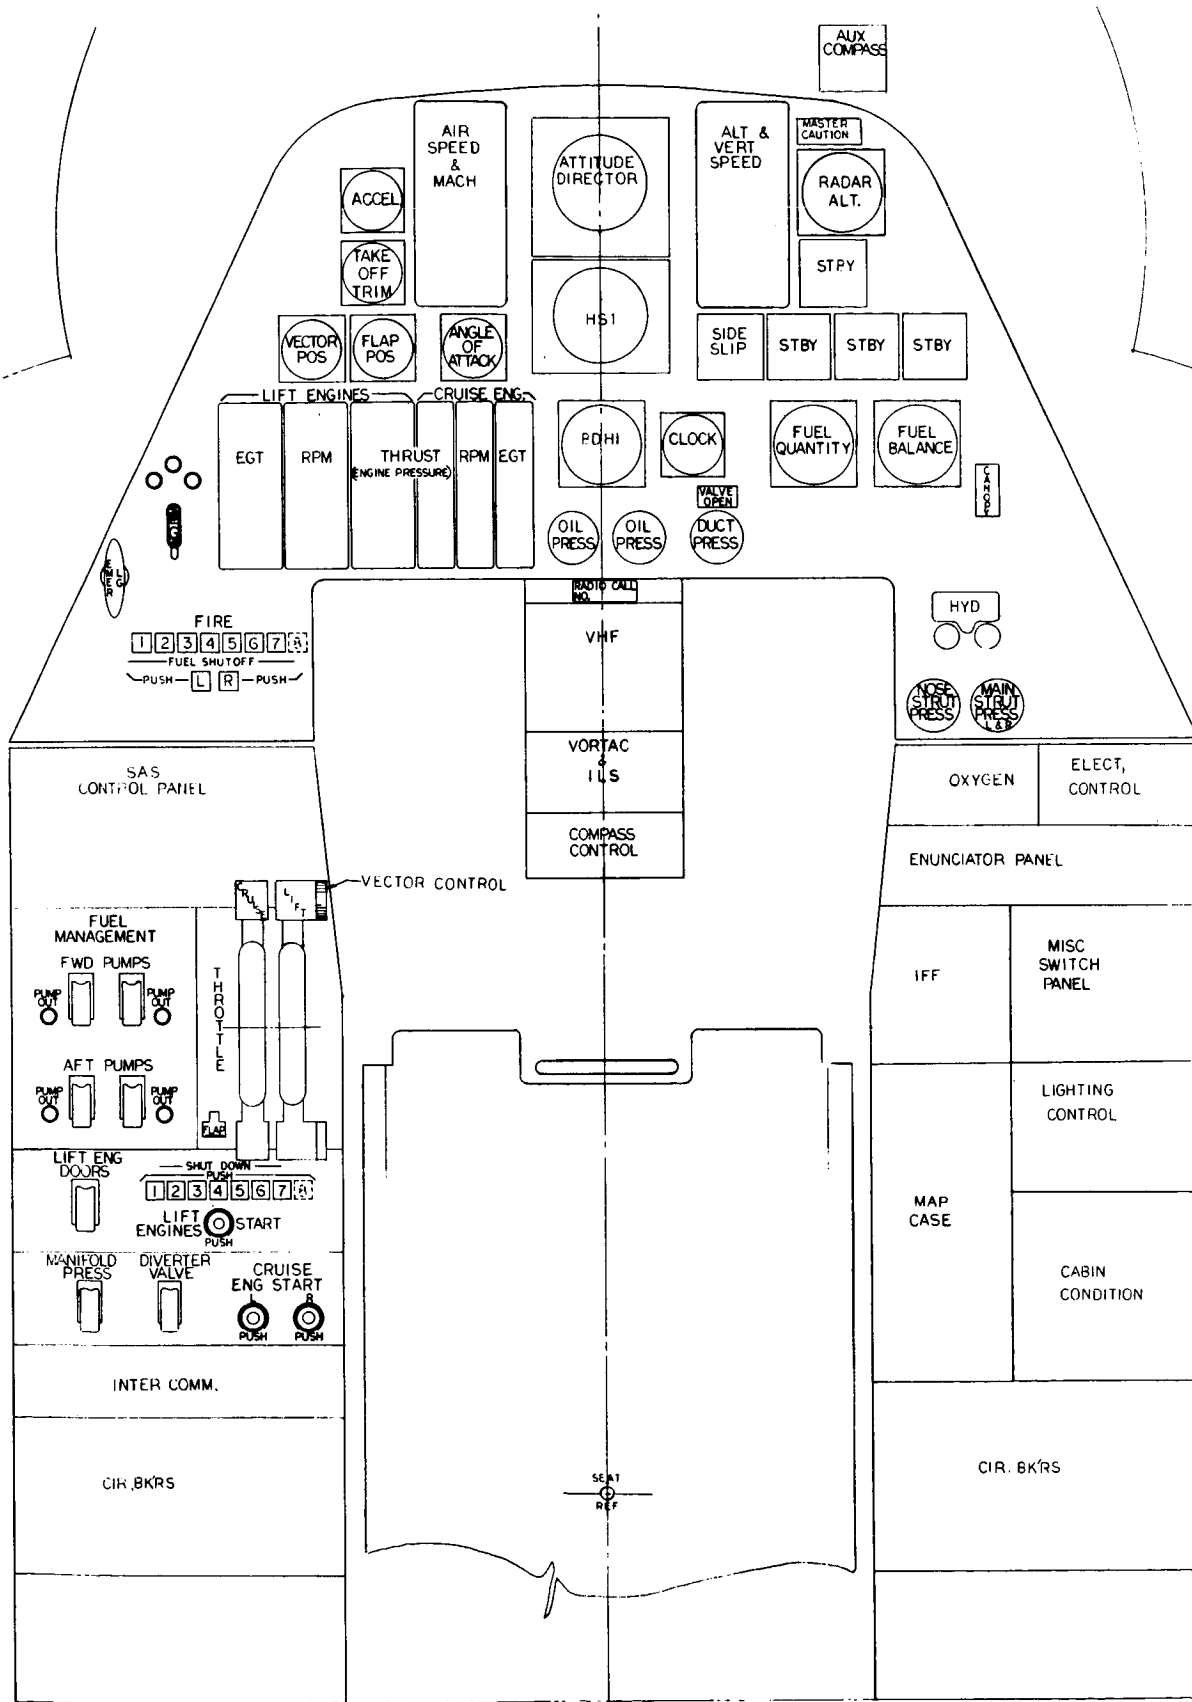 AUX
COMPASS
AIR
SPEED
&
MACH
ATTITUDE
DIRECTOR
ALT &
VERT
SPEED
MASTER
CAUTION
RADAR
ALT.
ACCEL
TAKE
OFF
TRIM
STBY
HSI
VECTOR
POS
FLAP
POS
ANGLE
OF
ATTACK
SIDE
SLIP
STBY
STBY
STBY
LIFT ENGINES
CRUISE ENG.
EGT
RPM
THRUST
(ENGINE PRESSURE)
RPM
EGT
PDHI
CLOCK
FUEL
QUANTITY
FUEL
BALANCE
CANOPY
VALVE
OPEN
OIL
PRESS
OIL
PRESS
DUCT
PRESS
EMER
LG
RADIO CALL
NO.
VHF
HYD
FIRE
1 2 3 4 5 6 7 8
FUEL SHUTOFF
PUSH L R PUSH
NOSE
STRUT
PRESS
MAIN
STRUT
PRESS
L & R
VORTAC
&
ILS
COMPASS
CONTROL
SAS
CONTROL PANEL
OXYGEN
ELECT,
CONTROL
ENUNCIATOR PANEL
CRUISE
LIFT
VECTOR CONTROL
FUEL
MANAGEMENT
FWD PUMPS
PUMP
OUT
PUMP
OUT
THROTTLE
AFT PUMPS
PUMP
OUT
PUMP
OUT
FLAP
IFF
MISC
SWITCH
PANEL
LIGHTING
CONTROL
LIFT ENG
DOORS
SHUT DOWN
PUSH
1 2 3 4 5 6 7 8
LIFT
ENGINES
START
PUSH
MAP
CASE
MANIFOLD
PRESS
DIVERTER
VALVE
CRUISE
ENG START
L
R
PUSH
PUSH
CABIN
CONDITION
INTER COMM.
CIR.BK'RS
CIR. BK'RS
SEAT
REF